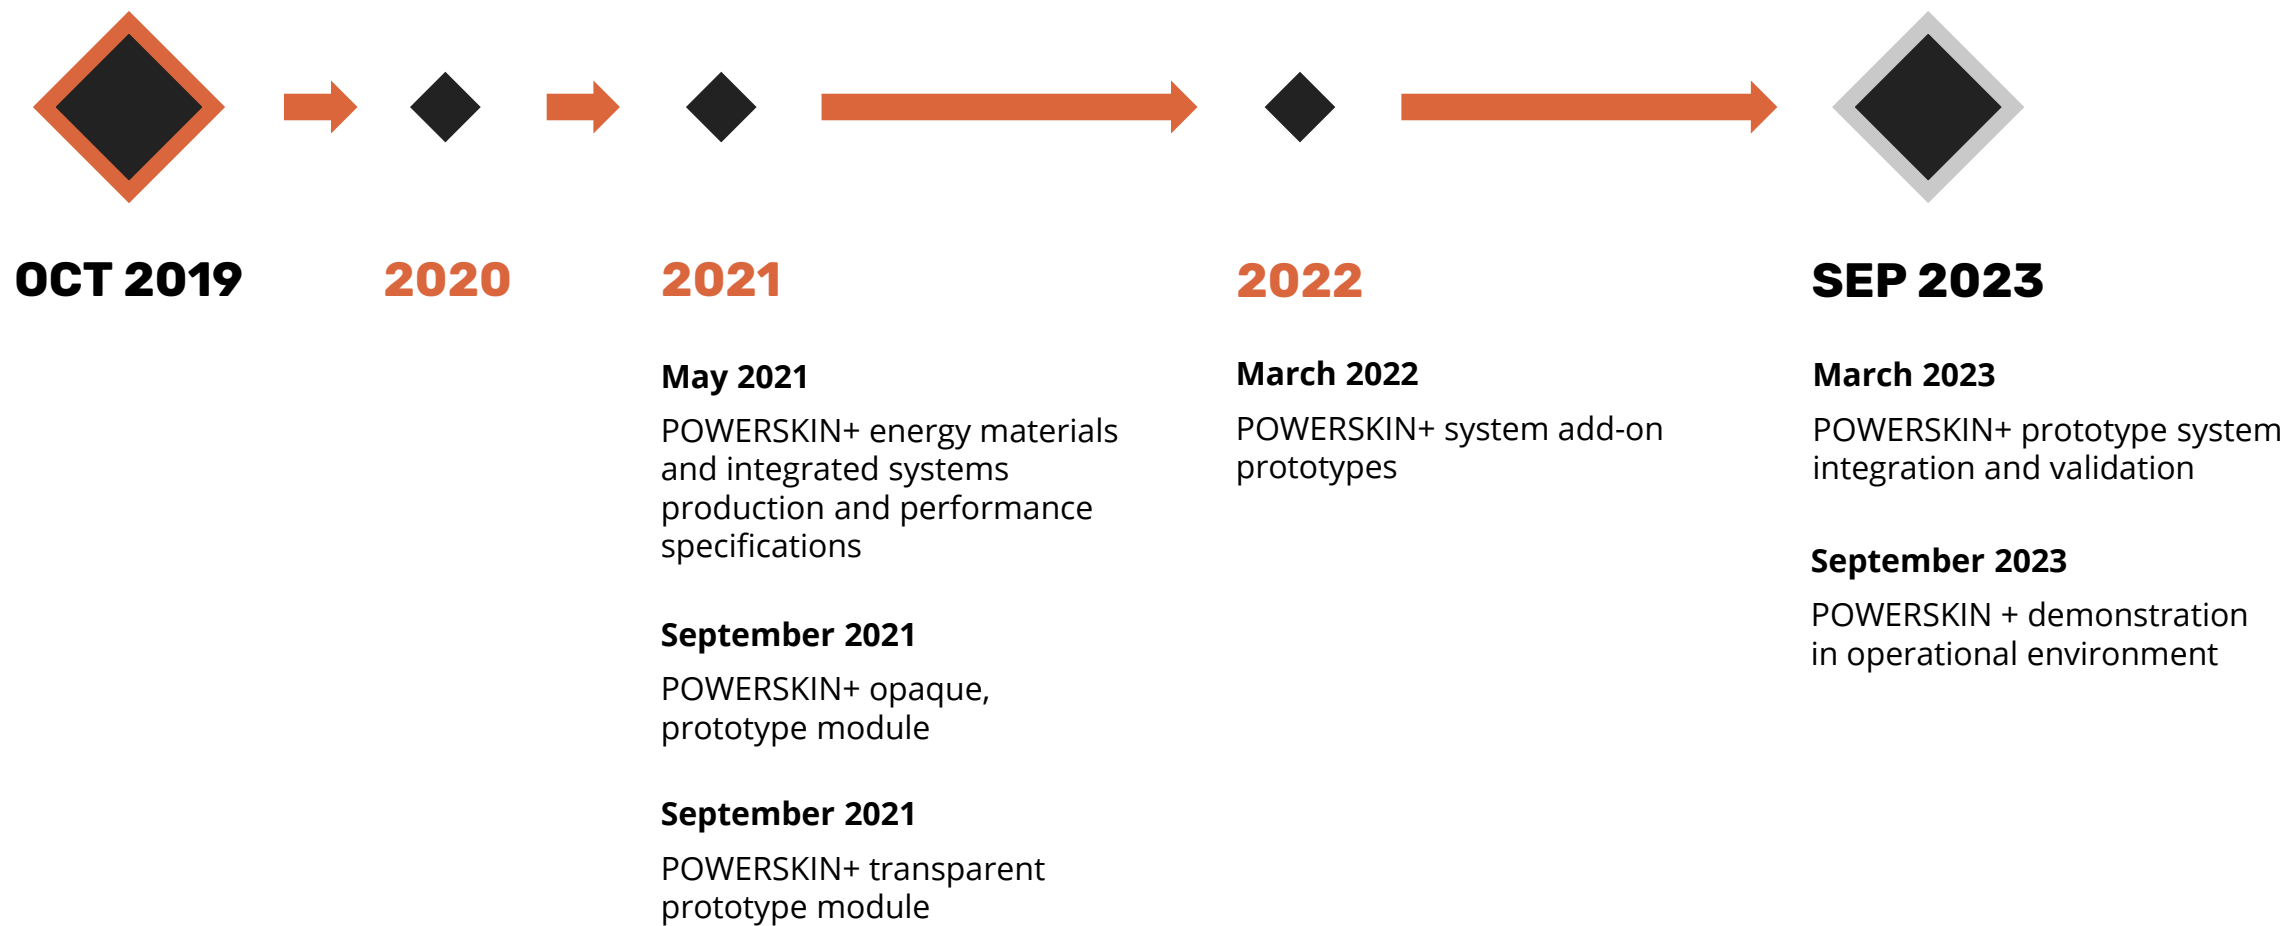 OCT 2019
2020
2021
2022
SEP 2023
May 2021
POWERSKIN+ energy materials
and integrated systems
production and performance
specifications
September 2021
POWERSKIN+ opaque,
prototype module
September 2021
POWERSKIN+ transparent
prototype module
March 2022
POWERSKIN+ system add-on
prototypes
March 2023
POWERSKIN+ prototype system
integration and validation
September 2023
POWERSKIN + demonstration
in operational environment